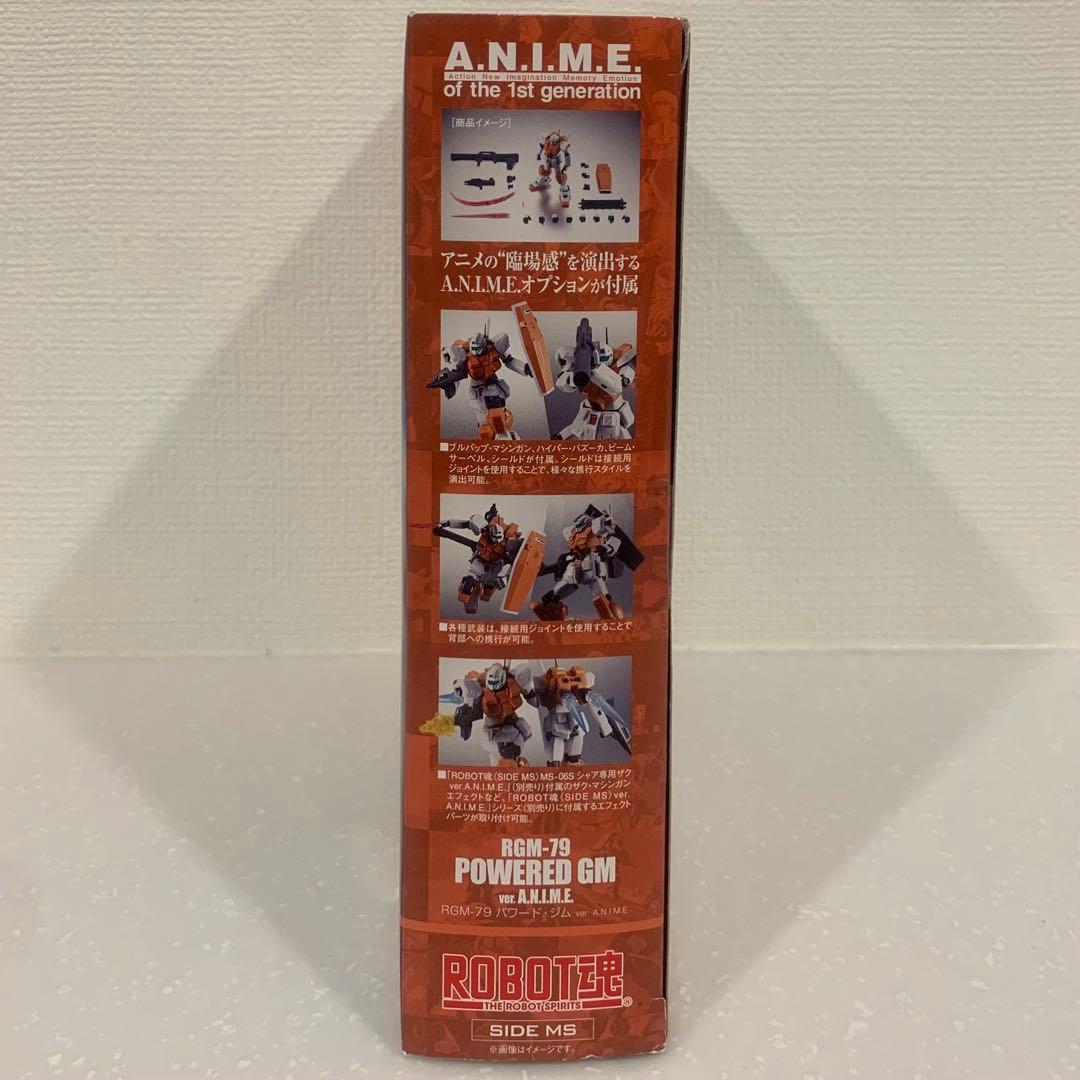 A.N.I.M.E.
Action New Imagination Memory Emotion
of the 1st generation
[商品イメージ]
アニメの“臨場感”を演出する
A.N.I.M.E.オプションが付属
■ブルパップ・マシンガン、ハイパー・バズーカ、ビーム・
サーベル、シールドが付属。シールドは接続用
ジョイントを使用することで、様々な携行スタイルを
演出可能。
■各種武装は、接続用ジョイントを使用することで
背部への携行が可能。
■「ROBOT魂〈SIDE MS〉MS-06S シャア専用ザク
ver.A.N.I.M.E.」(別売り)付属のザク・マシンガン
エフェクトなど、「ROBOT魂〈SIDE MS〉ver.
A.N.I.M.E.」シリーズ(別売り)に付属するエフェクト
パーツが取り付け可能。
RGM-79
POWERED GM
ver. A.N.I.M.E.
RGM-79 パワード・ジム ver A.N.I.M.E
ROBOT魂
THE ROBOT SPIRITS ®
SIDE MS
※画像はイメージです。